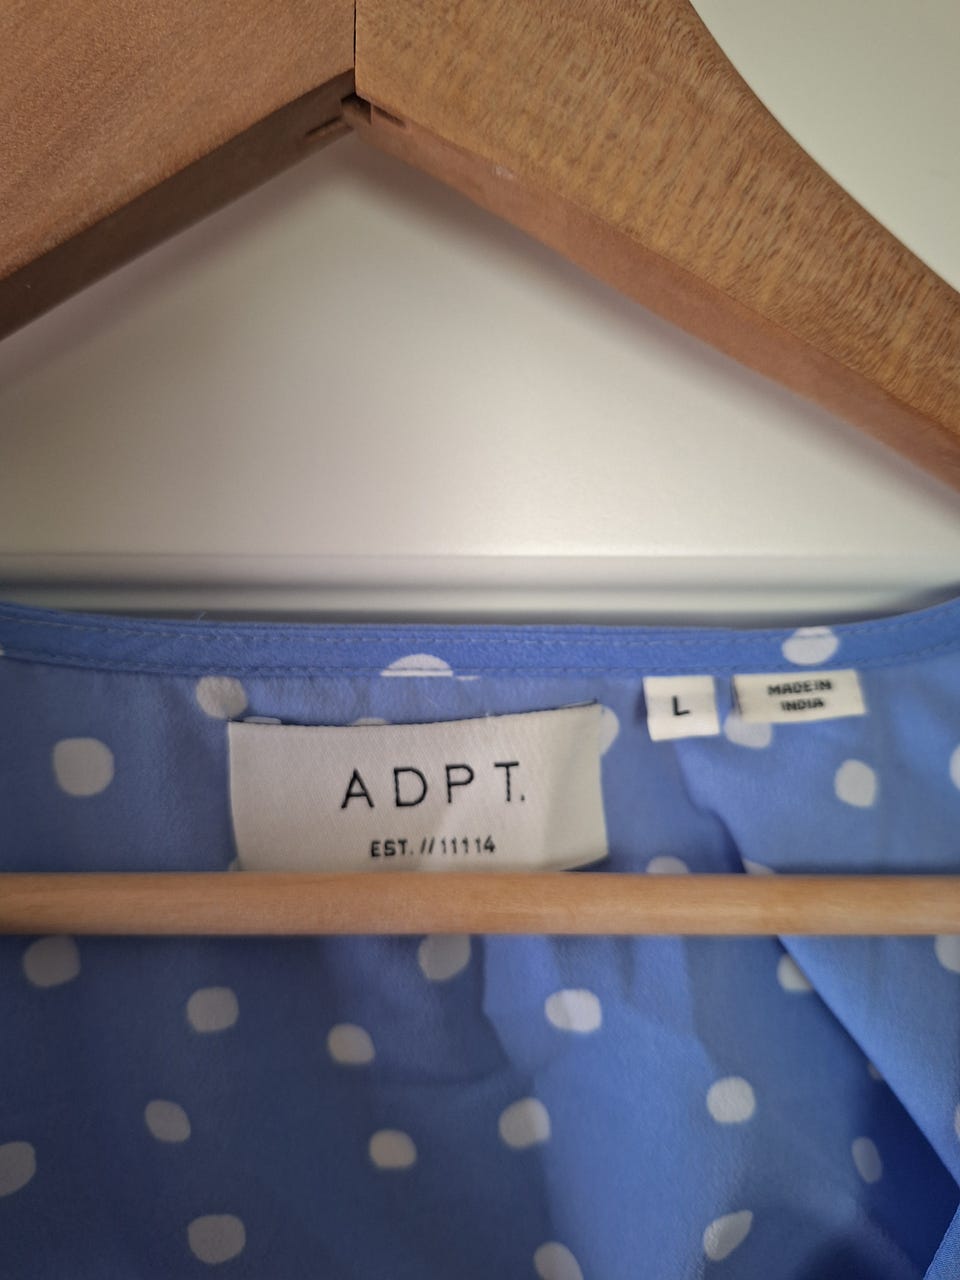 ADPT.
EST. // 11114
L
MADE IN
INDIA